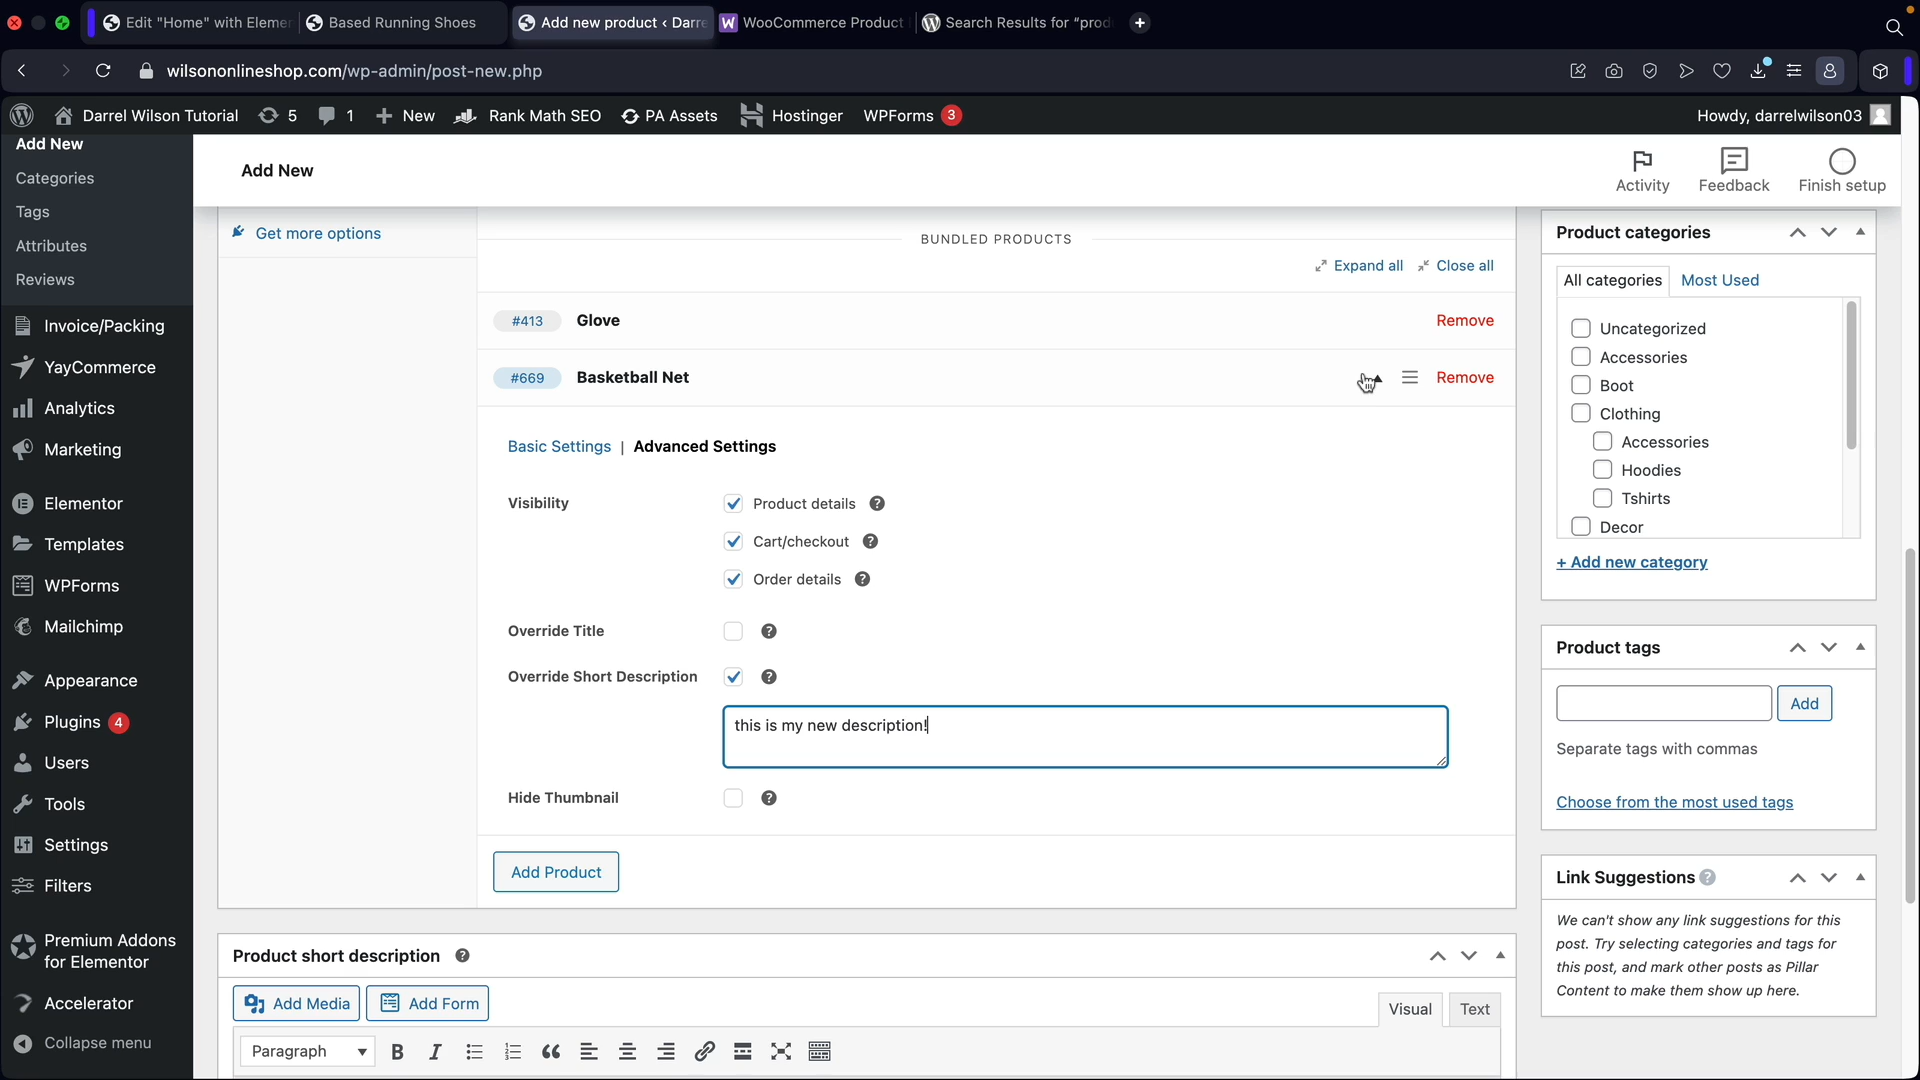 Edit "Home" with Elemen
Based Running Shoes
Add new product ‹ Darre
WooCommerce Product
Search Results for "prod
wilsononlineshop.com/wp-admin/post-new.php
Darrel Wilson Tutorial
5
1
New
Rank Math SEO
PA Assets
Hostinger
WPForms 3
Howdy, darrelwilson03
Add New
Categories
Tags
Attributes
Reviews
Invoice/Packing
YayCommerce
Analytics
Marketing
Elementor
Templates
WPForms
Mailchimp
Appearance
Plugins 4
Users
Tools
Settings
Filters
Premium Addons
for Elementor
Accelerator
Collapse menu
Add New
Activity
Feedback
Finish setup
Get more options
BUNDLED PRODUCTS
Expand all
Close all
#413 Glove Remove
#669 Basketball Net Remove
Basic Settings | Advanced Settings
Visibility
Product details
Cart/checkout
Order details
Override Title
Override Short Description
this is my new description!
Hide Thumbnail
Add Product
Product short description
Add Media
Add Form
Visual
Text
Paragraph
Product categories
All categories
Most Used
Uncategorized
Accessories
Boot
Clothing
Accessories
Hoodies
Tshirts
Decor
+ Add new category
Product tags
Add
Separate tags with commas
Choose from the most used tags
Link Suggestions
We can't show any link suggestions for this
post. Try selecting categories and tags for
this post, and mark other posts as Pillar
Content to make them show up here.